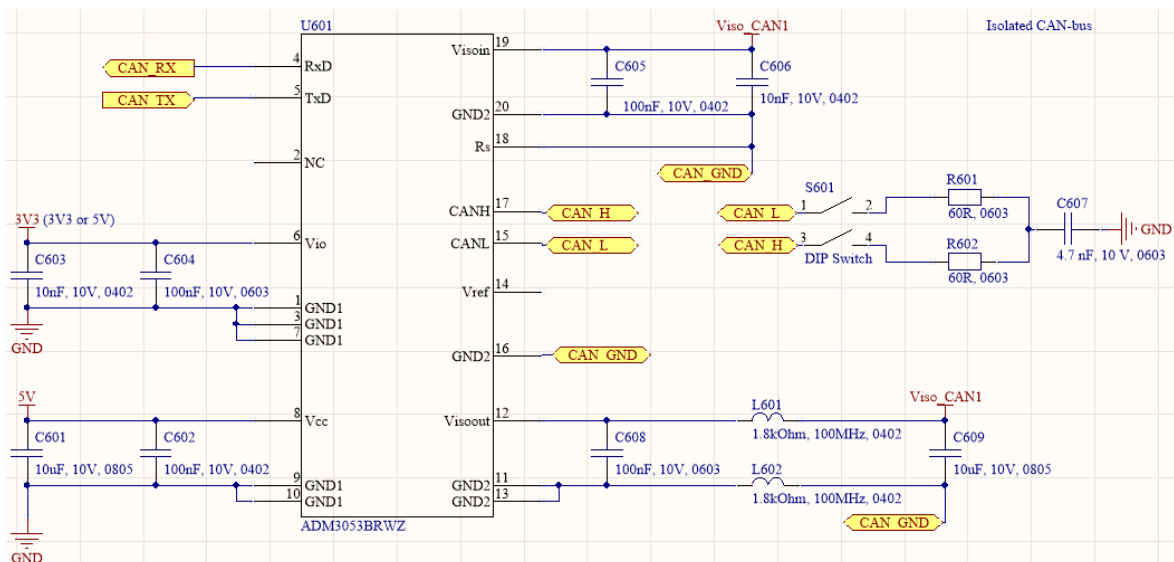 U601
Viso_CAN1
Isolated CAN-bus
CAN_RX
4
RxD
CAN_TX
5
TxD
2
NC
Visoin
19
C605
100nF, 10V, 0402
C606
10nF, 10V, 0402
GND2
20
Rs
18
CAN_GND
CANH
17
CAN_H
CANL
15
CAN_L
Vref
14
GND2
16
CAN_GND
CAN_L
1
S601
2
CAN_H
3
4
DIP Switch
R601
60R, 0603
R602
60R, 0603
C607
4.7 nF, 10 V, 0603
GND
3V3 (3V3 or 5V)
6
Vio
C603
10nF, 10V, 0402
C604
100nF, 10V, 0603
1
GND1
3
GND1
7
GND1
GND
5V
8
Vcc
C601
10uF, 10V, 0805
C602
100nF, 10V, 0402
9
GND1
10
GND1
GND
ADM3053BRWZ
Visoout
12
C608
100nF, 10V, 0603
GND2
11
GND2
13
L601
1.8kOhm, 100MHz, 0402
L602
1.8kOhm, 100MHz, 0402
Viso_CAN1
C609
10uF, 10V, 0805
CAN_GND